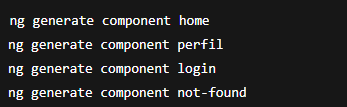 ng generate component home
ng generate component perfil
ng generate component login
ng generate component not-found